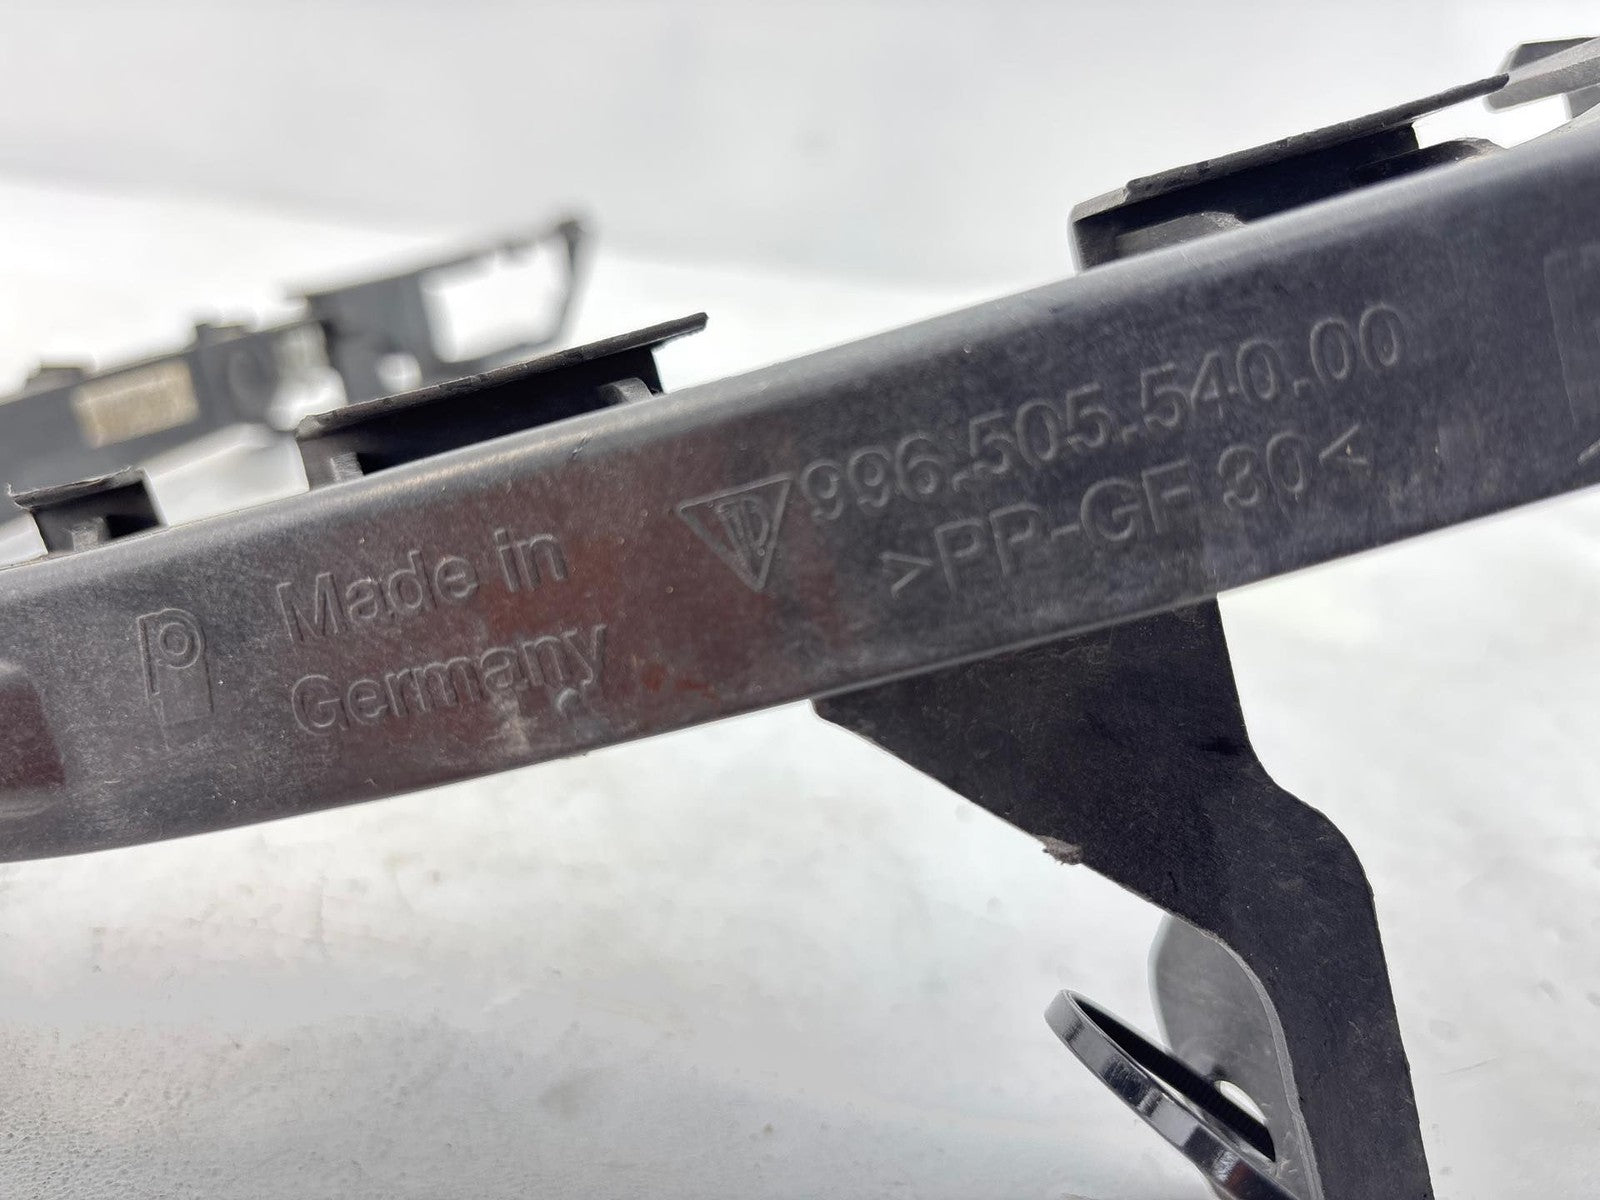 Made in
Germany
996.505.540.00
>PP-GF 30<